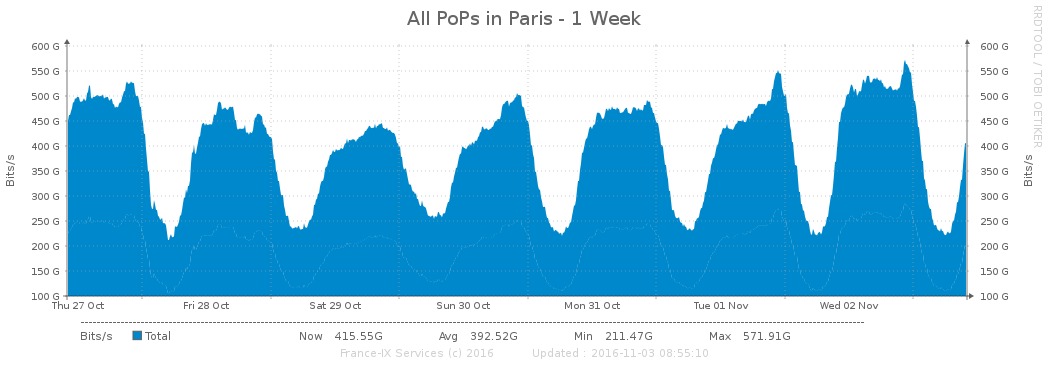 All PoPs in Paris - 1 Week
RRDTOOL / TOBI OETIKER
600 G 600 G
550 G 550 G
500 G 500 G
450 G 450 G
400 G 400 G
350 G 350 G
300 G 300 G
250 G 250 G
200 G 200 G
150 G 150 G
100 G 100 G
Bits/s
Bits/s
Thu 27 Oct Fri 28 Oct Sat 29 Oct Sun 30 Oct Mon 31 Oct Tue 01 Nov Wed 02 Nov
Bits/s Total Now 415.55G Avg 392.52G Min 211.47G Max 571.91G
France-IX Services (c) 2016 Updated : 2016-11-03 08:55:10